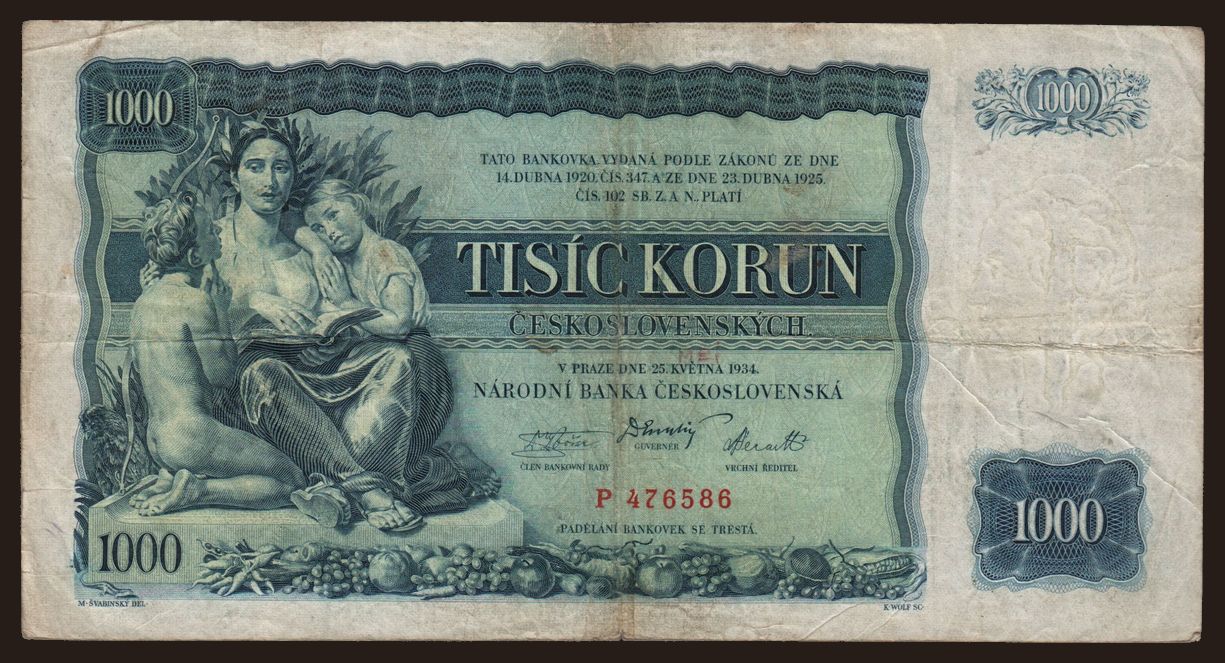 1000
1000
TATO BANKOVKA, VYDANÁ PODLE ZÁKONŮ ZE DNE
14. DUBNA 1920, ČÍS. 347. A ZE DNE 23. DUBNA 1925,
ČÍS. 102 SB. Z. A N., PLATÍ
TISÍC KORUN
ČESKOSLOVENSKÝCH.
V PRAZE DNE 25. KVĚTNA 1934.
NÁRODNÍ BANKA ČESKOSLOVENSKÁ
ČLEN BANKOVNÍ RADY
GUVERNÉR
VRCHNÍ ŘEDITEL
P 476586
PADĚLÁNÍ BANKOVEK SE TRESTÁ.
1000
1000
M. ŠVABINSKÝ DEL.
K. WOLF SC.